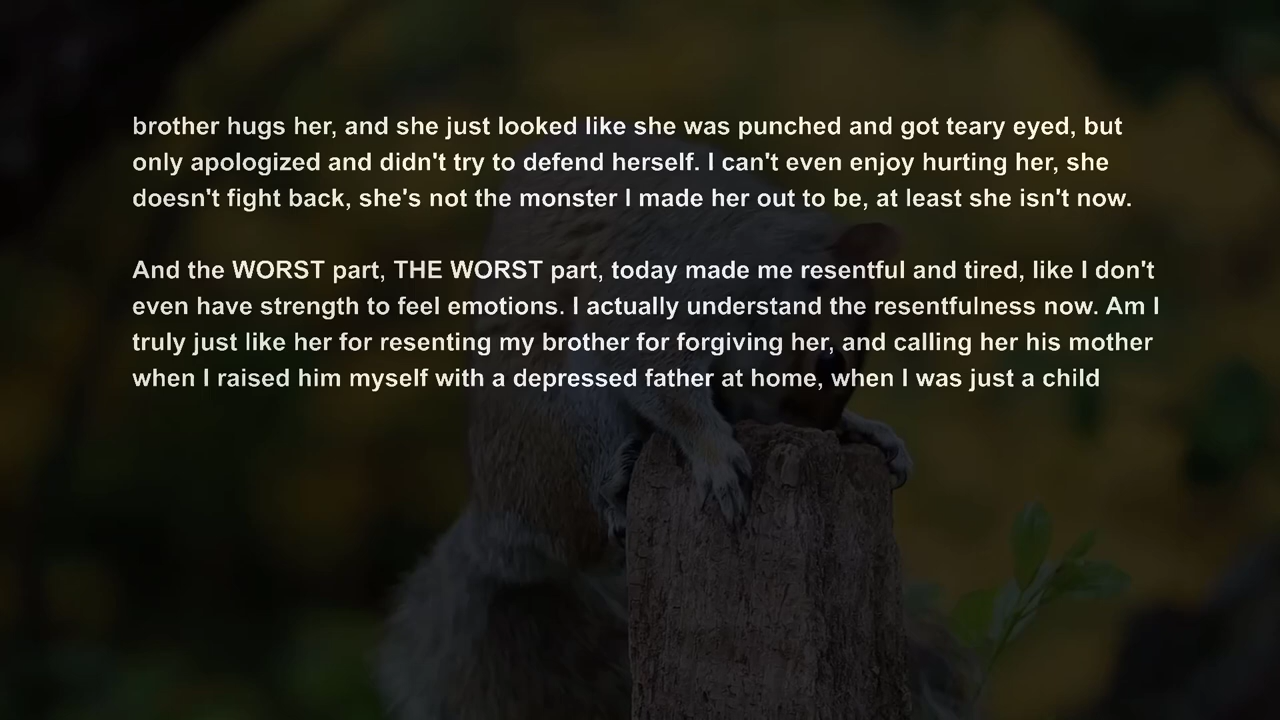 brother hugs her, and she just looked like she was punched and got teary eyed, but
only apologized and didn't try to defend herself. I can't even enjoy hurting her, she
doesn't fight back, she's not the monster I made her out to be, at least she isn't now.
And the WORST part, THE WORST part, today made me resentful and tired, like I don't
even have strength to feel emotions. I actually understand the resentfulness now. Am I
truly just like her for resenting my brother for forgiving her, and calling her his mother
when I raised him myself with a depressed father at home, when I was just a child